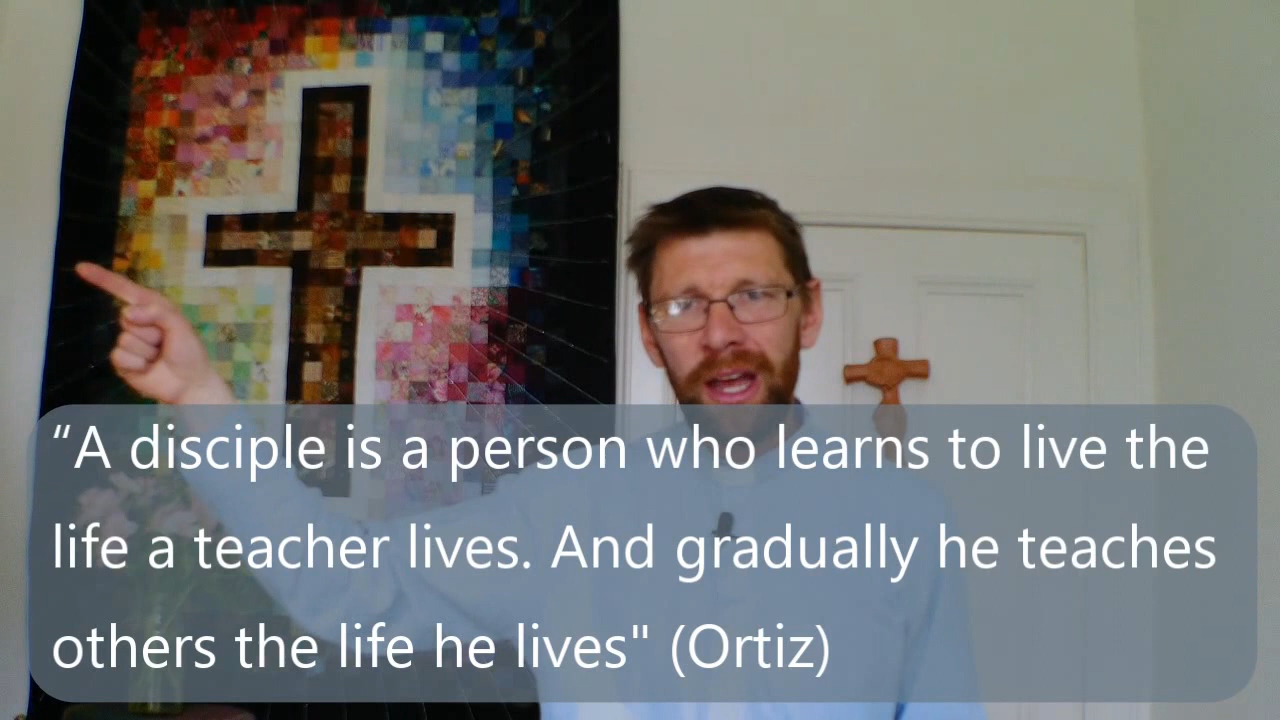 “A disciple is a person who learns to live the
life a teacher lives. And gradually he teaches
others the life he lives" (Ortiz)